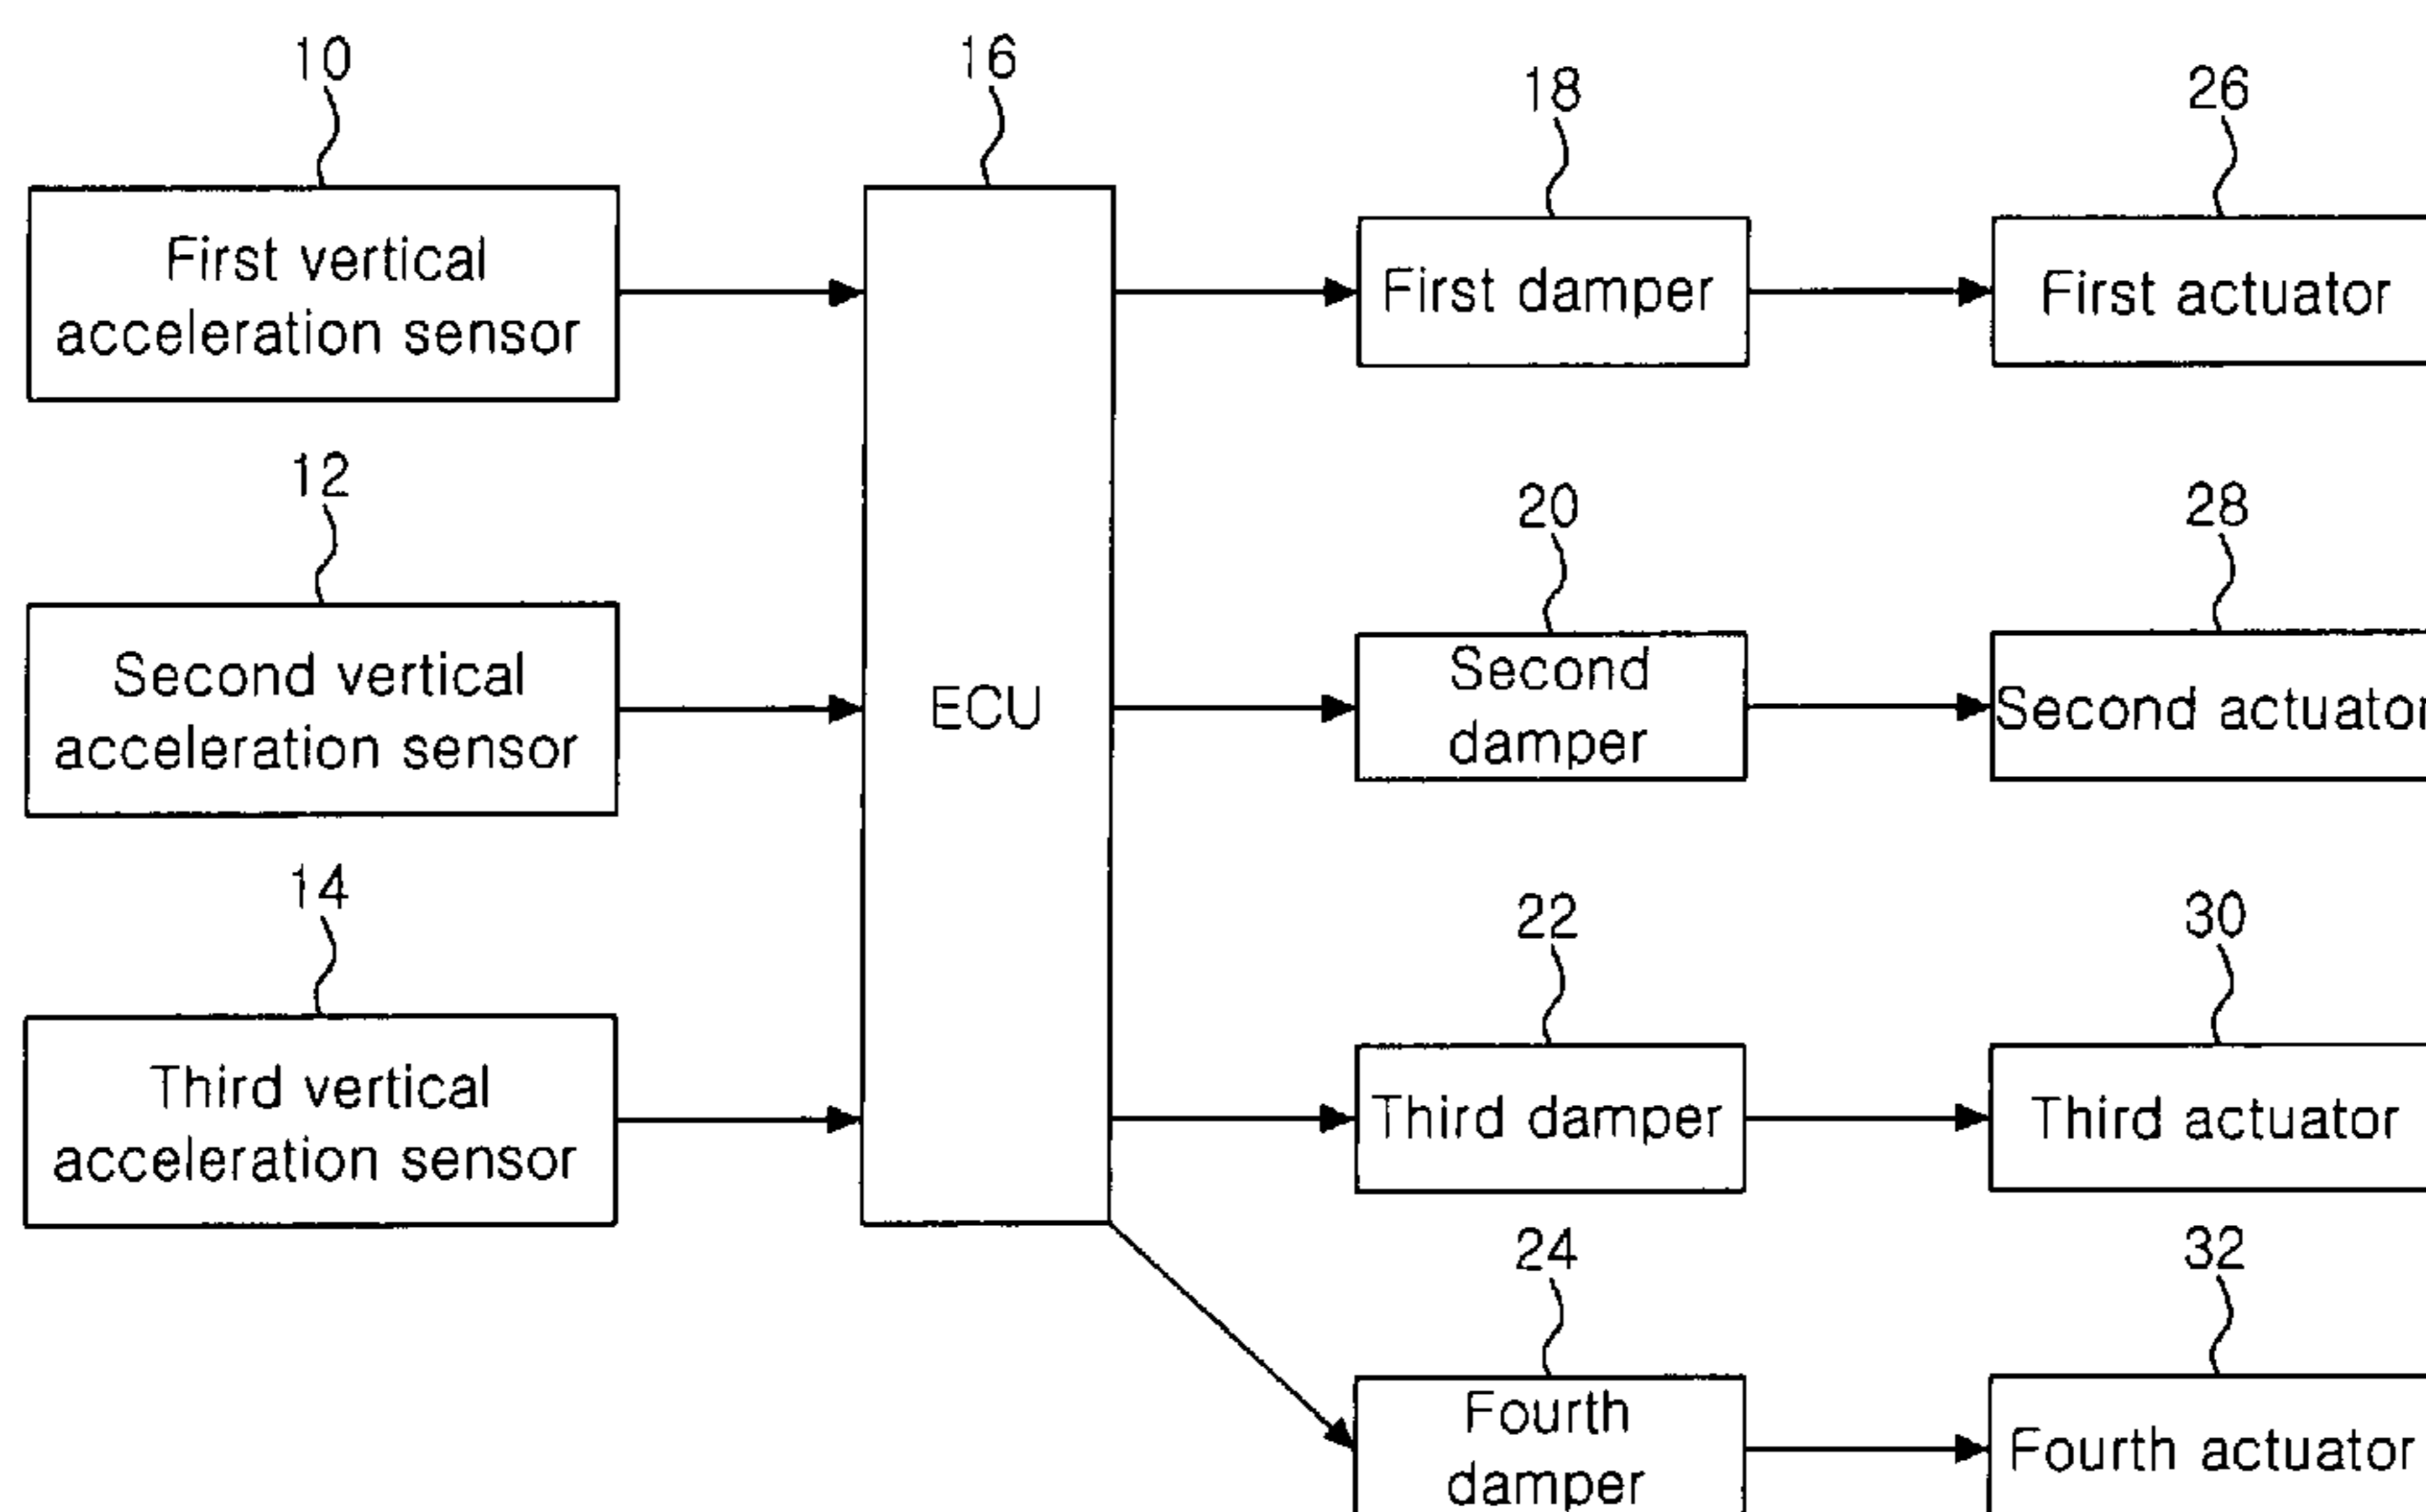 10
16
18
26
First vertical
acceleration sensor
First damper
First actuator
12
20
28
Second vertical
acceleration sensor
ECU
Second
damper
Second actuator
14
22
30
Third vertical
acceleration sensor
Third damper
Third actuator
24
32
Fourth
damper
Fourth actuator